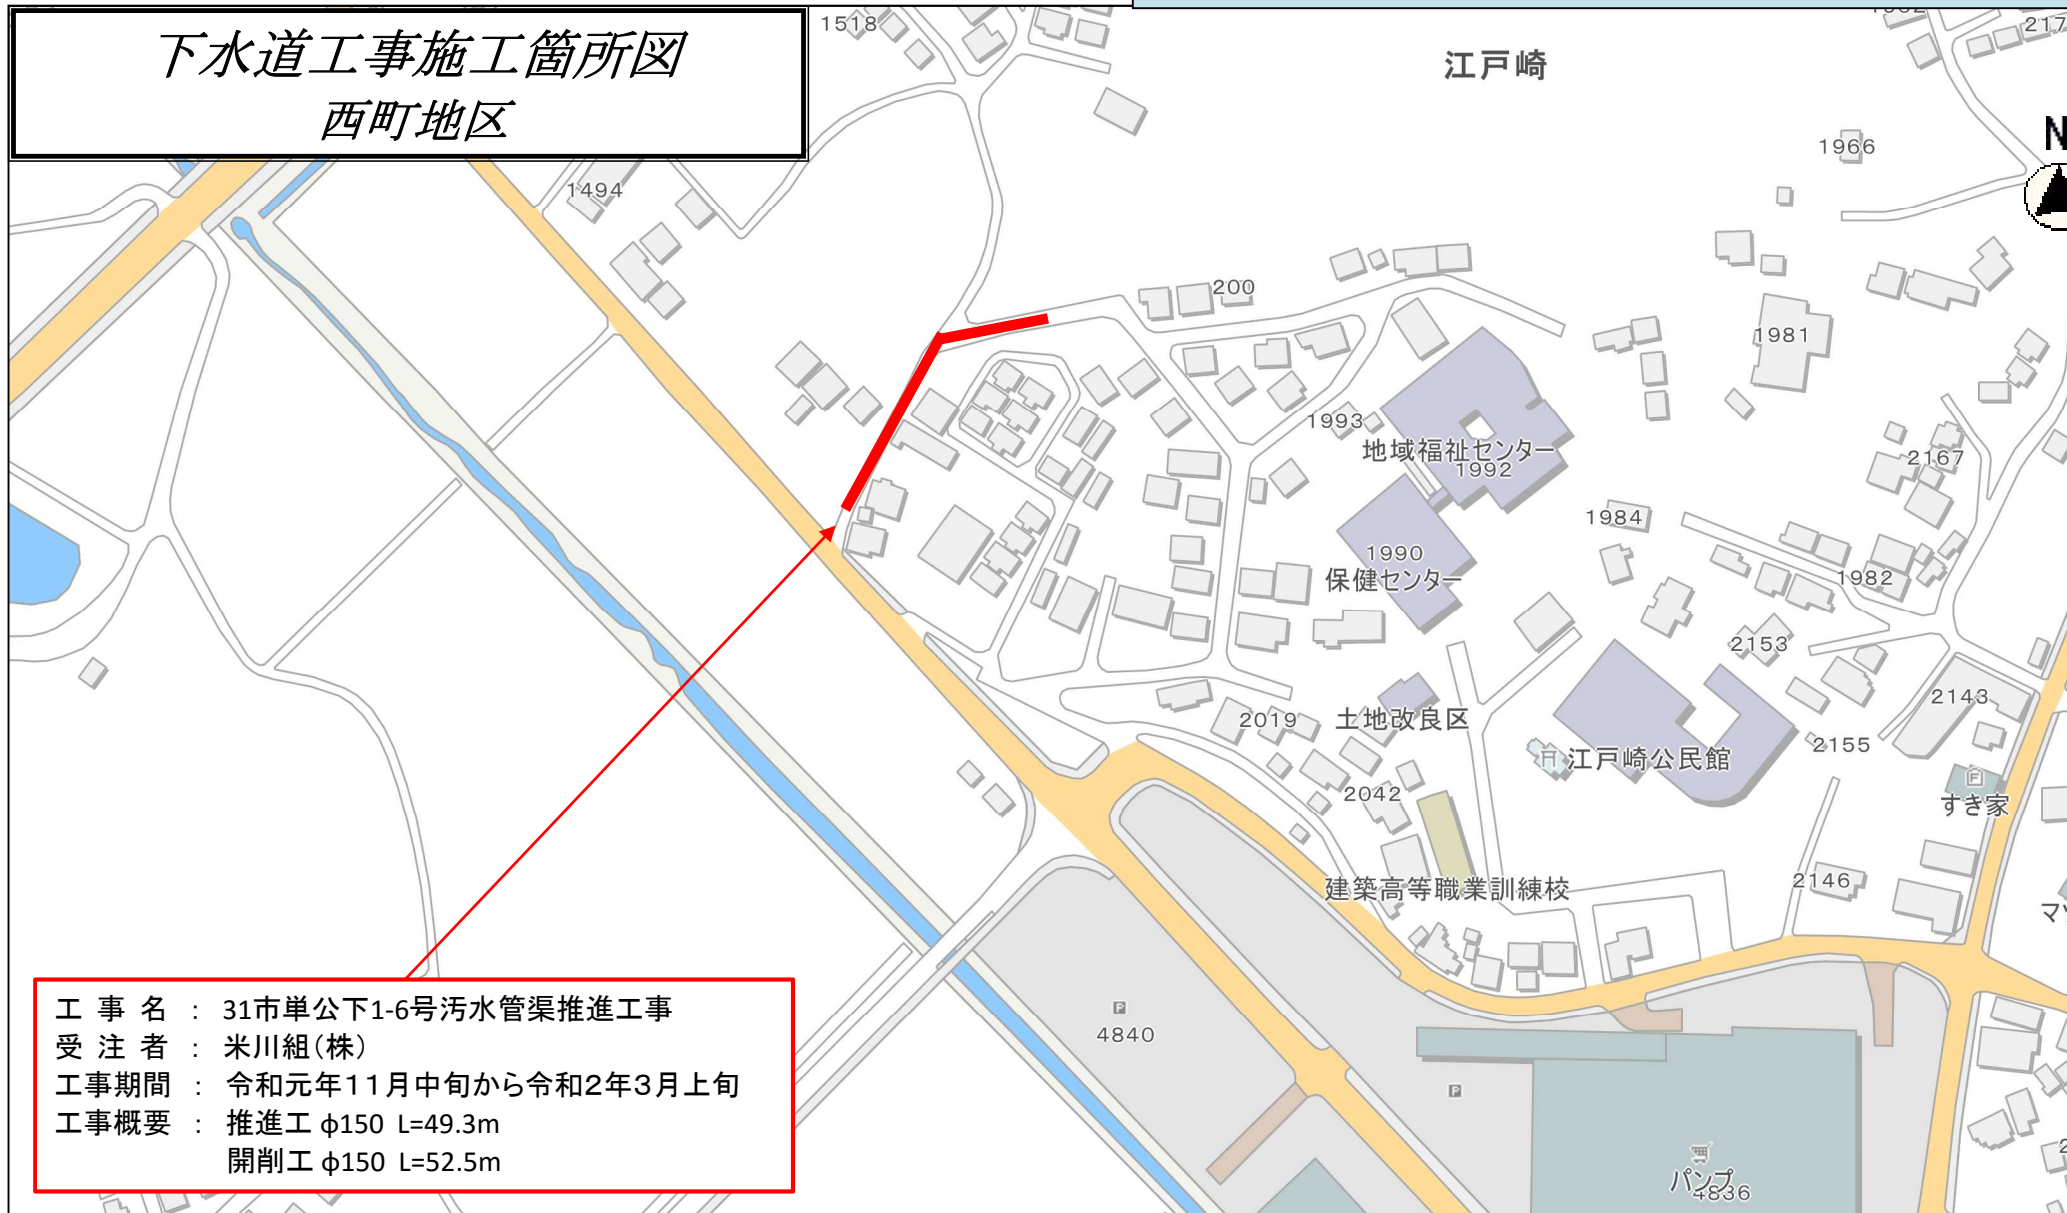 下水道工事施工箇所図
西町地区
1518
江戸崎
217
N
1966
1494
200
1981
1993
地域福祉センター
1992
2167
1984
1990
保健センター
1982
2153
2143
2019
土地改良区
江戸崎公民館
2155
F
すき家
2042
建築高等職業訓練校
2146
P
4840
P
パンプ
4836
工 事 名 ： 31市単公下1-6号汚水管渠推進工事
受 注 者 ： 米川組（株）
工事期間 ： 令和元年11月中旬から令和2年3月上旬
工事概要 ： 推進工 φ150 L=49.3m
開削工 φ150 L=52.5m